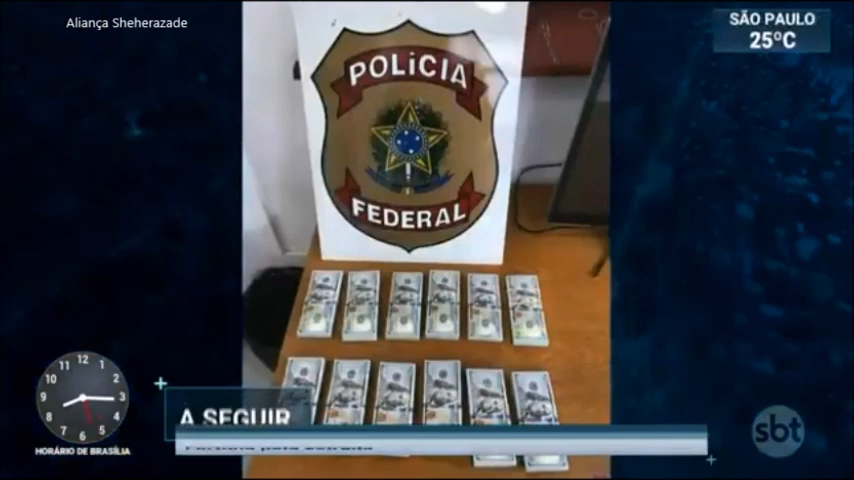 Aliança Sheherazade
SÃO PAULO
25°C
POLÍCIA
FEDERAL
12
11
1
10
2
9
3
8
4
7
5
6
HORÁRIO DE BRASÍLIA
A SEGUIR
sbt